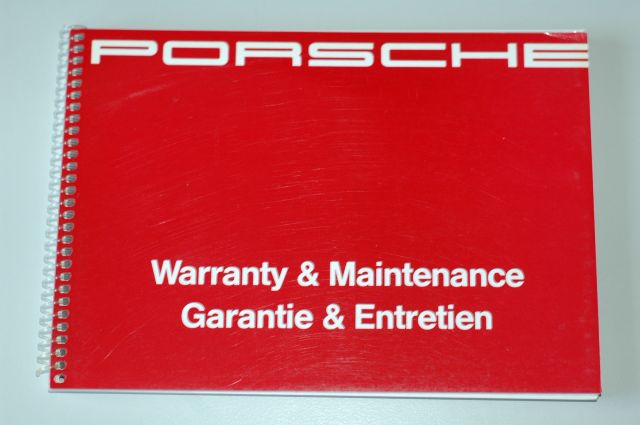 PORSCHE
Warranty & Maintenance
Garantie & Entretien